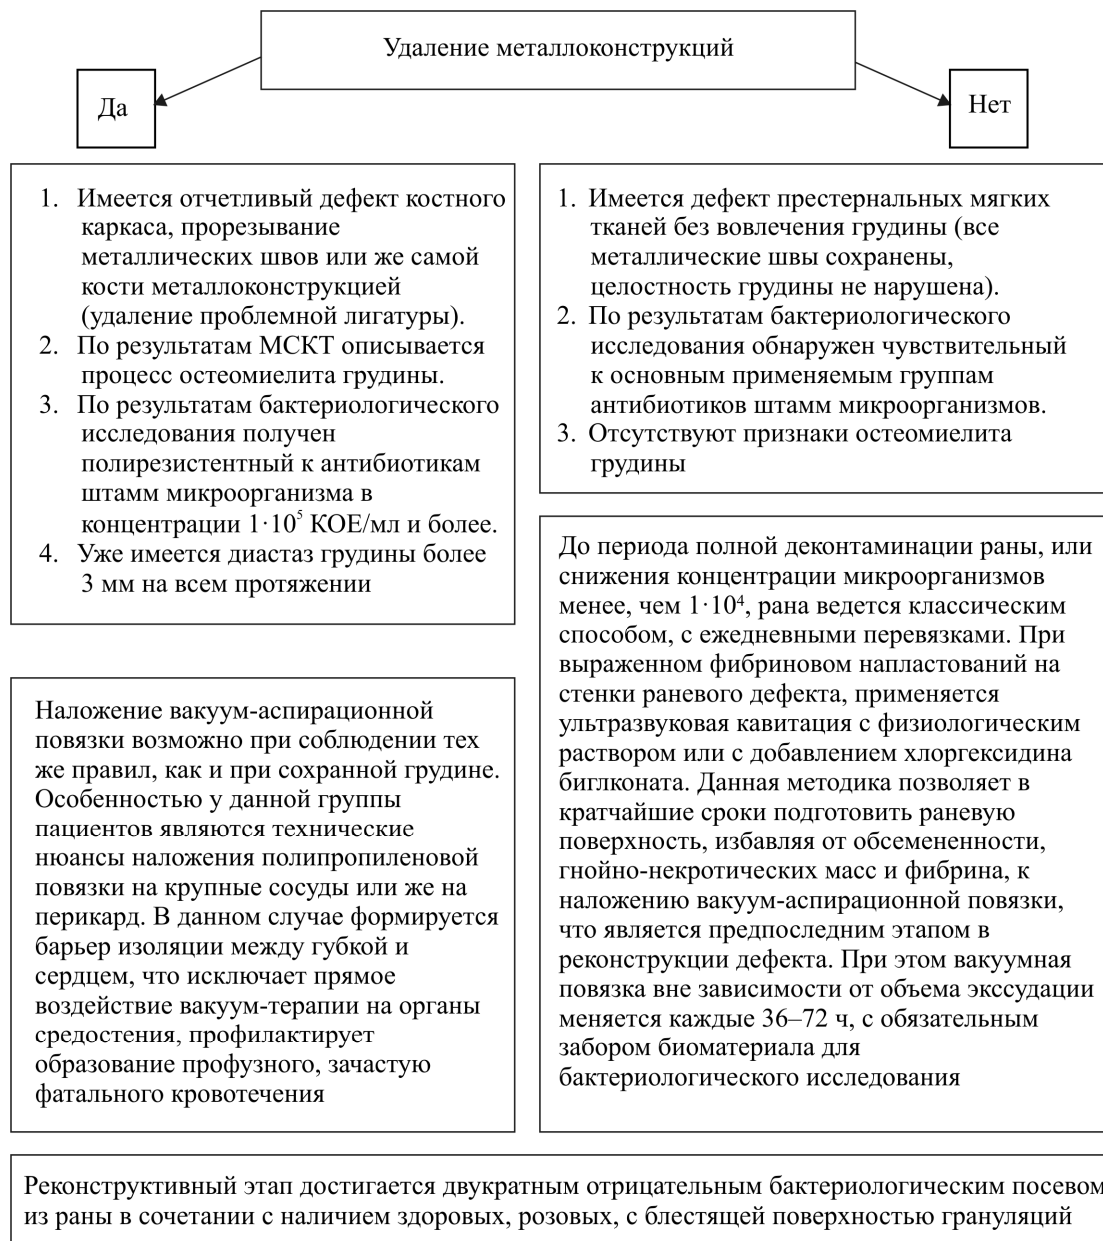 Удаление металлоконструкций
Да
Нет
1. Имеется отчетливый дефект костного
каркаса, прорезывание
металлических швов или же самой
кости металлоконструкцией
(удаление проблемной лигатуры).
2. По результатам МСКТ описывается
процесс остеомиелита грудины.
3. По результатам бактериологического
исследования получен
полирезистентный к антибиотикам
штамм микроорганизма в
концентрации 1·10⁵ КОЕ/мл и более.
4. Уже имеется диастаз грудины более
3 мм на всем протяжении
1. Имеется дефект престернальных мягких
тканей без вовлечения грудины (все
металлические швы сохранены,
целостность грудины не нарушена).
2. По результатам бактериологического
исследования обнаружен чувствительный
к основным применяемым группам
антибиотиков штамм микроорганизмов.
3. Отсутствуют признаки остеомиелита
грудины
Наложение вакуум-аспирационной
повязки возможно при соблюдении тех
же правил, как и при сохранной грудине.
Особенностью у данной группы
пациентов являются технические
нюансы наложения полипропиленовой
повязки на крупные сосуды или же на
перикард. В данном случае формируется
барьер изоляции между губкой и
сердцем, что исключает прямое
воздействие вакуум-терапии на органы
средостения, профилактирует
образование профузного, зачастую
фатального кровотечения
До периода полной деконтаминации раны, или
снижения концентрации микроорганизмов
менее, чем 1·10⁴, рана ведется классическим
способом, с ежедневными перевязками. При
выраженном фибриновом напластований на
стенки раневого дефекта, применяется
ультразвуковая кавитация с физиологическим
раствором или с добавлением хлоргексидина
биглконата. Данная методика позволяет в
кратчайшие сроки подготовить раневую
поверхность, избавляя от обсемененности,
гнойно-некротических масс и фибрина, к
наложению вакуум-аспирационной повязки,
что является предпоследним этапом в
реконструкции дефекта. При этом вакуумная
повязка вне зависимости от объема экссудации
меняется каждые 36–72 ч, с обязательным
забором биоматериала для
бактериологического исследования
Реконструктивный этап достигается двукратным отрицательным бактериологическим посевом
из раны в сочетании с наличием здоровых, розовых, с блестящей поверхностью грануляций